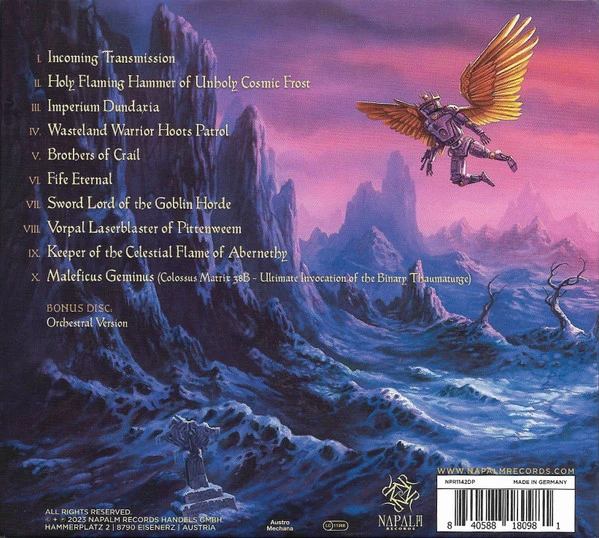 I. Incoming Transmission
II. Holy Flaming Hammer of Unholy Cosmic Frost
III. Imperium Dundaxia
IV. Wasteland Warrior Hoots Patrol
V. Brothers of Crail
VI. Fife Eternal
VII. Sword Lord of the Goblin Horde
VIII. Vorpal Laserblaster of Pittenweem
IX. Keeper of the Celestial Flame of Abernethy
X. Maleficus Geminus (Colossus Matrix 38B - Ultimate Invocation of the Binary Thaumaturge)
BONUS DISC:
Orchestral Version
WWW.NAPALMRECORDS.COM
NPR1142DP MADE IN GERMANY
8 40588 18098 1
ALL RIGHTS RESERVED.
© + ℗ 2023 NAPALM RECORDS HANDELS GMBH.
HAMMERPLATZ 2 | 8790 EISENERZ | AUSTRIA
Austro
Mechana
LC 11388
NAPALM
RECORDS